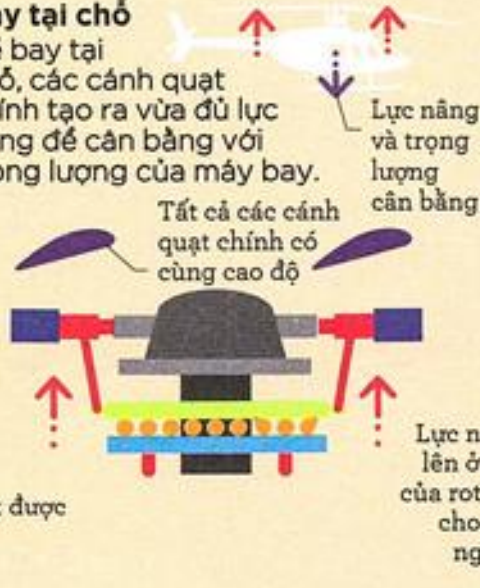 ay tại chỗ
ể bay tại
ỗ, các cánh quạt
ính tạo ra vừa đủ lực
ng để cân bằng với
ọng lượng của máy bay.
Lực nâng
và trọng
lượng
cân bằng
Tất cả các cánh
quạt chính có
cùng cao độ
Lực n
lên ở
của rot
cho
ng
t được